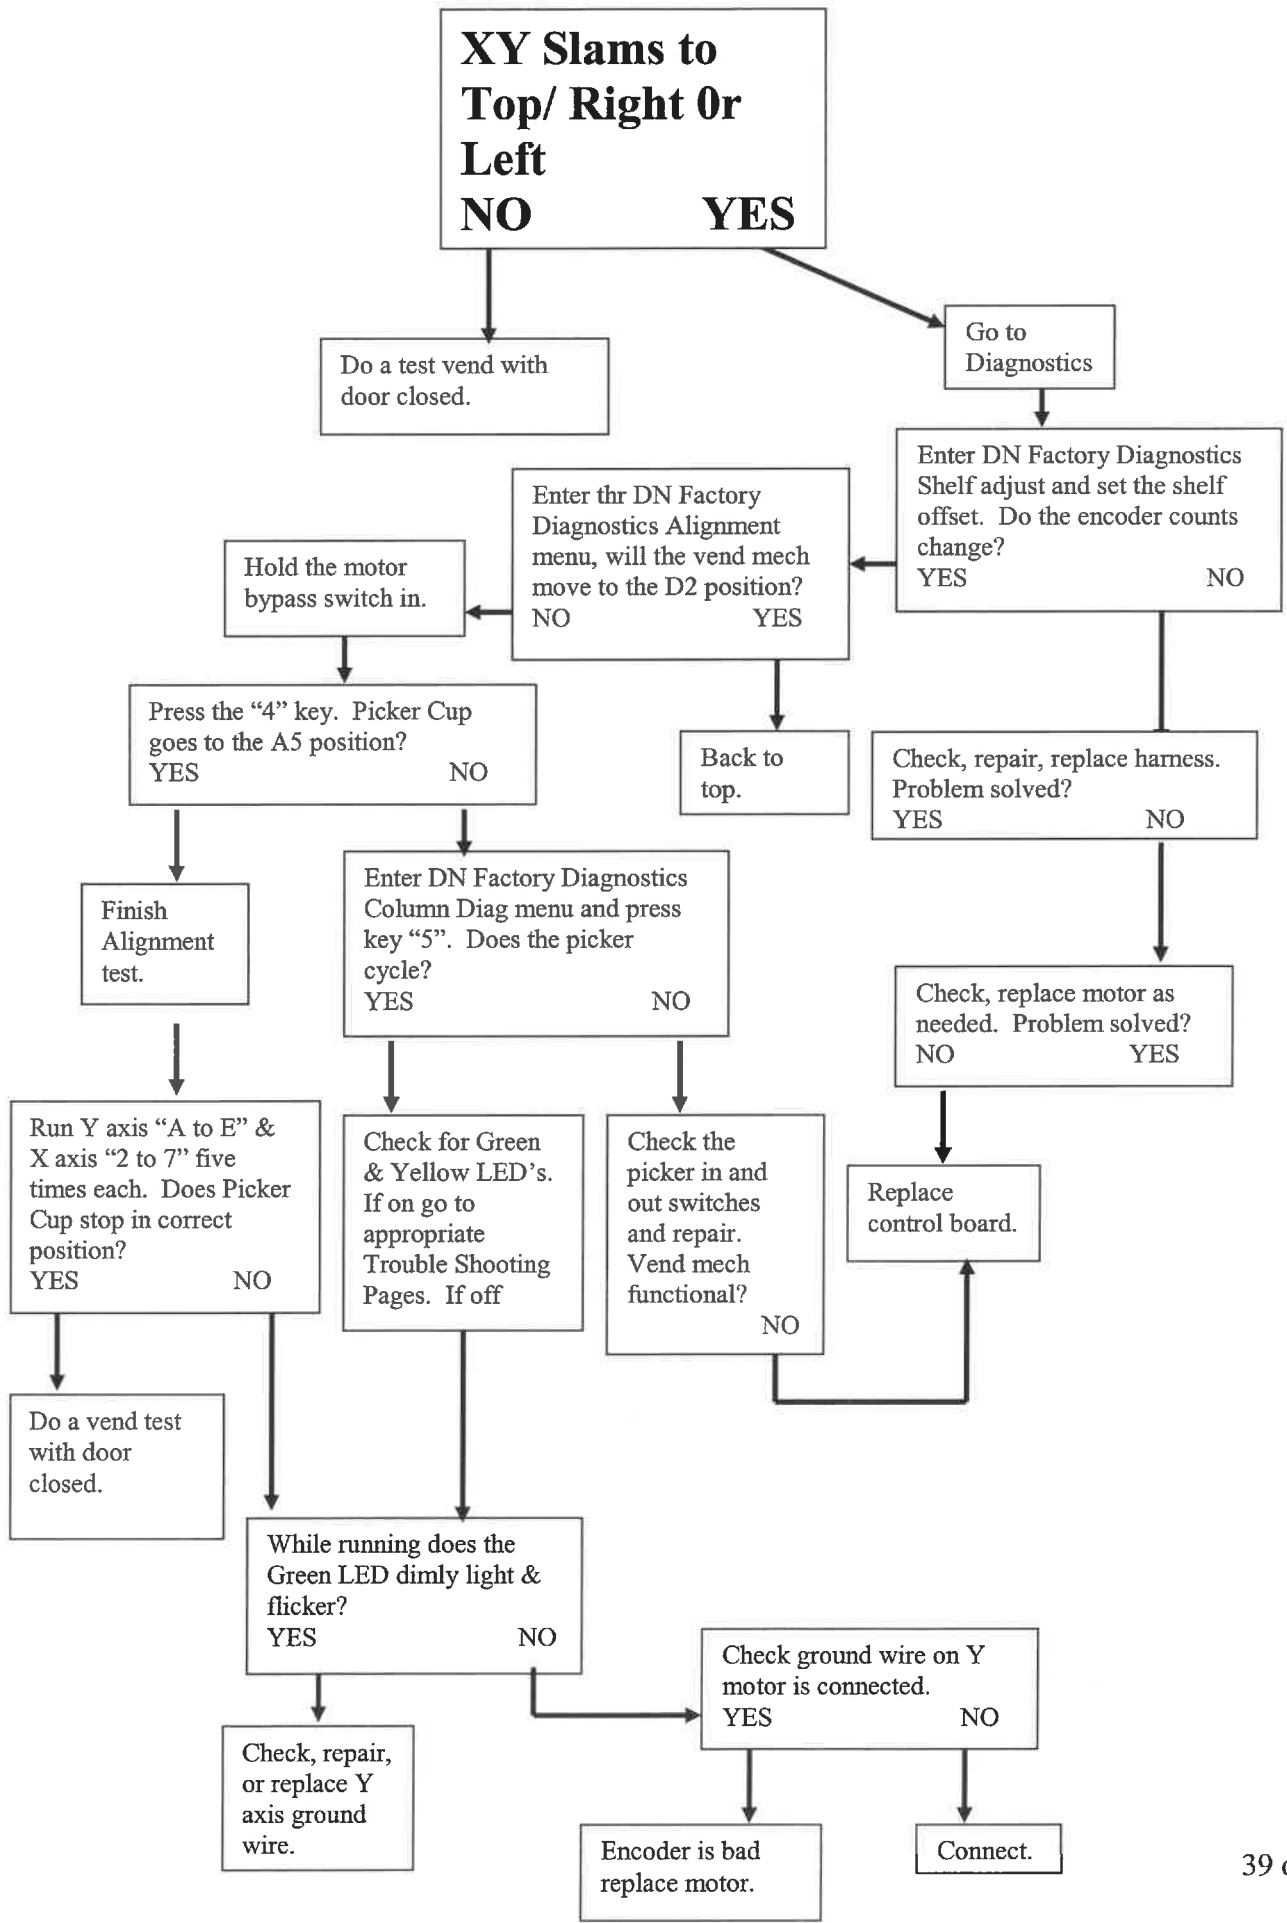 XY Slams to
Top/ Right 0r
Left
NO YES
Do a test vend with
door closed.
Go to
Diagnostics
Enter DN Factory Diagnostics
Shelf adjust and set the shelf
offset. Do the encoder counts
change?
YES NO
Enter thr DN Factory
Diagnostics Alignment
menu, will the vend mech
move to the D2 position?
NO YES
Hold the motor
bypass switch in.
Press the “4” key. Picker Cup
goes to the A5 position?
YES NO
Back to
top.
Check, repair, replace harness.
Problem solved?
YES NO
Finish
Alignment
test.
Enter DN Factory Diagnostics
Column Diag menu and press
key “5”. Does the picker
cycle?
YES NO
Check, replace motor as
needed. Problem solved?
NO YES
Run Y axis “A to E” &
X axis “2 to 7” five
times each. Does Picker
Cup stop in correct
position?
YES NO
Check for Green
& Yellow LED’s.
If on go to
appropriate
Trouble Shooting
Pages. If off
Check the
picker in and
out switches
and repair.
Vend mech
functional?
NO
Replace
control board.
Do a vend test
with door
closed.
While running does the
Green LED dimly light &
flicker?
YES NO
Check ground wire on Y
motor is connected.
YES NO
Check, repair,
or replace Y
axis ground
wire.
Encoder is bad
replace motor.
Connect.
39